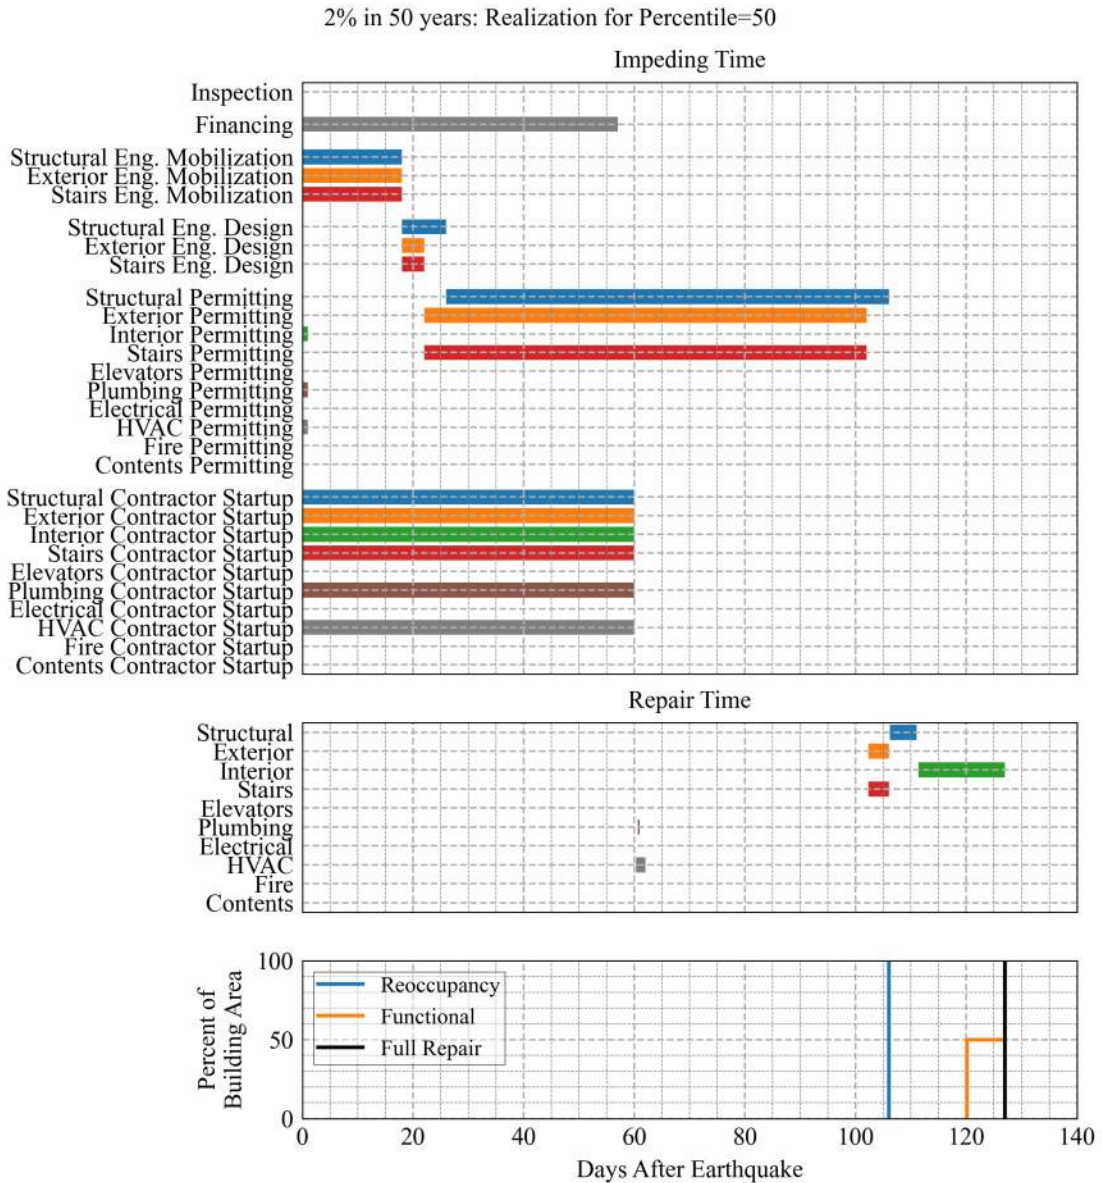 2% in 50 years: Realization for Percentile=50
Impeding Time
Inspection
Financing
Structural Eng. Mobilization
Exterior Eng. Mobilization
Stairs Eng. Mobilization
Structural Eng. Design
Exterior Eng. Design
Stairs Eng. Design
Structural Permitting
Exterior Permitting
Interior Permitting
Stairs Permitting
Elevators Permitting
Plumbing Permitting
Electrical Permitting
HVAC Permitting
Fire Permitting
Contents Permitting
Structural Contractor Startup
Exterior Contractor Startup
Interior Contractor Startup
Stairs Contractor Startup
Elevators Contractor Startup
Plumbing Contractor Startup
Electrical Contractor Startup
HVAC Contractor Startup
Fire Contractor Startup
Contents Contractor Startup
Repair Time
Structural
Exterior
Interior
Stairs
Elevators
Plumbing
Electrical
HVAC
Fire
Contents
Percent of
Building Area
100
50
0
Reoccupancy
Functional
Full Repair
0 20 40 60 80 100 120 140
Days After Earthquake